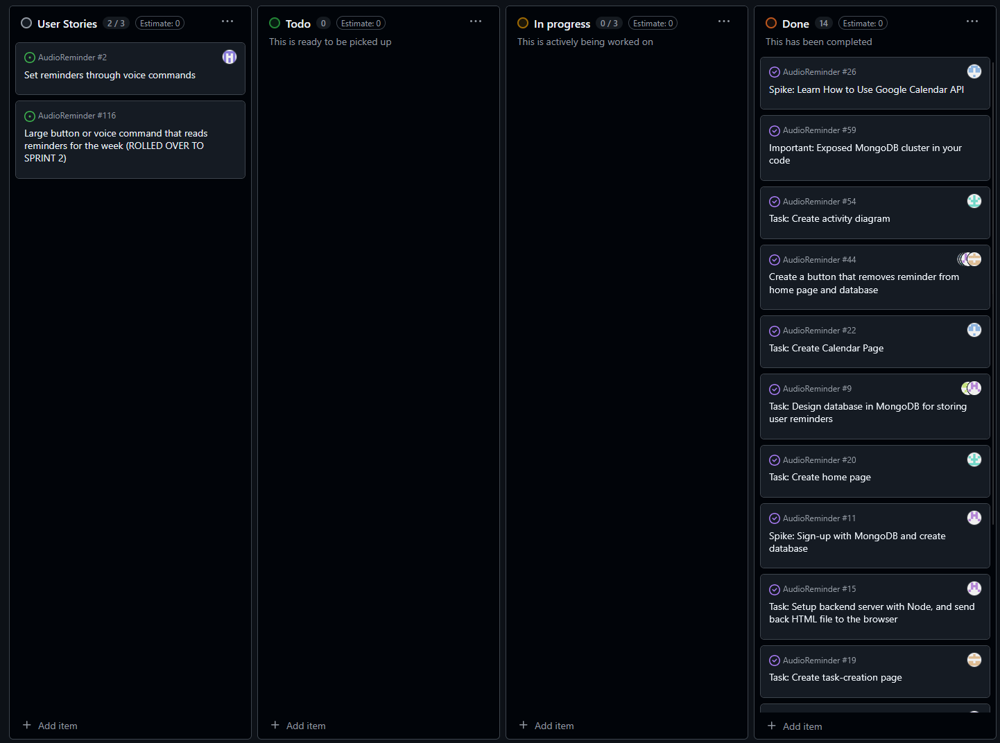 User Stories 2 / 3 Estimate: 0
AudioReminder #2
Set reminders through voice commands
AudioReminder #116
Large button or voice command that reads
reminders for the week (ROLLED OVER TO
SPRINT 2)
Add item
Todo 0 Estimate: 0
This is ready to be picked up
Add item
In progress 0 / 3 Estimate: 0
This is actively being worked on
Add item
Done 14 Estimate: 0
This has been completed
AudioReminder #26
Spike: Learn How to Use Google Calendar API
AudioReminder #59
Important: Exposed MongoDB cluster in your
code
AudioReminder #54
Task: Create activity diagram
AudioReminder #44
Create a button that removes reminder from
home page and database
AudioReminder #22
Task: Create Calendar Page
AudioReminder #9
Task: Design database in MongoDB for storing
user reminders
AudioReminder #20
Task: Create home page
AudioReminder #11
Spike: Sign-up with MongoDB and create
database
AudioReminder #15
Task: Setup backend server with Node, and send
back HTML file to the browser
AudioReminder #19
Task: Create task-creation page
Add item